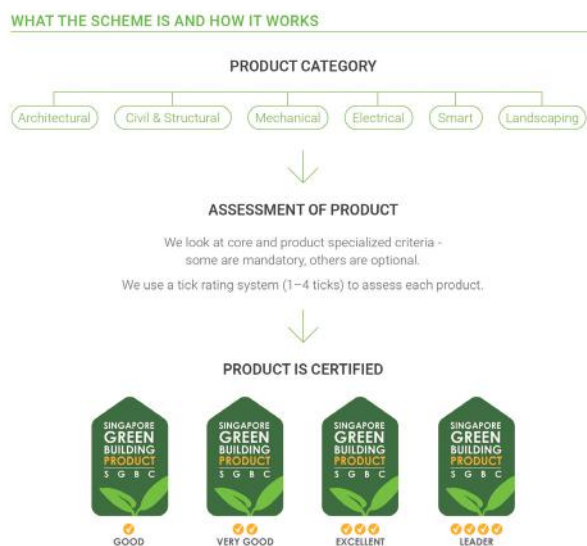 WHAT THE SCHEME IS AND HOW IT WORKS
PRODUCT CATEGORY
Architectural
Civil & Structural
Mechanical
Electrical
Smart
Landscaping
ASSESSMENT OF PRODUCT
We look at core and product specialized criteria -
some are mandatory, others are optional.
We use a tick rating system (1–4 ticks) to assess each product.
PRODUCT IS CERTIFIED
SINGAPORE
GREEN
BUILDING
PRODUCT
S G B C
GOOD
SINGAPORE
GREEN
BUILDING
PRODUCT
S G B C
VERY GOOD
SINGAPORE
GREEN
BUILDING
PRODUCT
S G B C
EXCELLENT
SINGAPORE
GREEN
BUILDING
PRODUCT
S G B C
LEADER